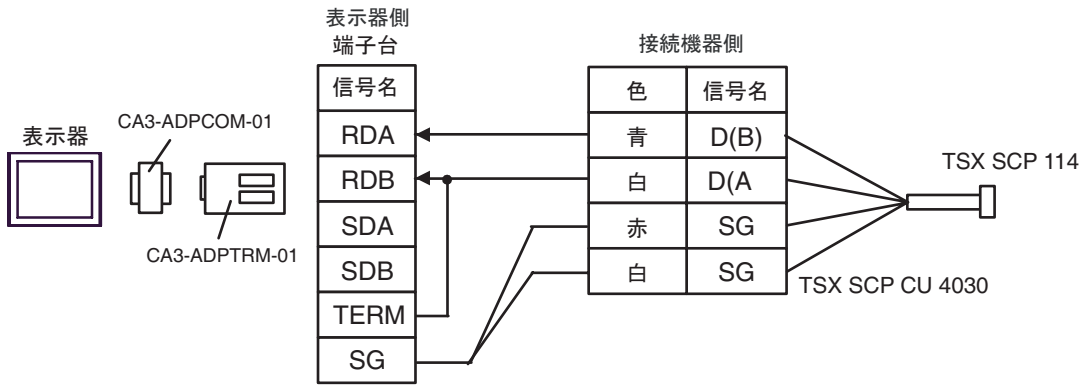 表示器側
端子台
接続機器側
信号名
色
信号名
CA3-ADPCOM-01
表示器
RDA
青
D(B)
TSX SCP 114
RDB
白
D(A
SDA
赤
SG
CA3-ADPTRM-01
SDB
白
SG
TSX SCP CU 4030
TERM
SG